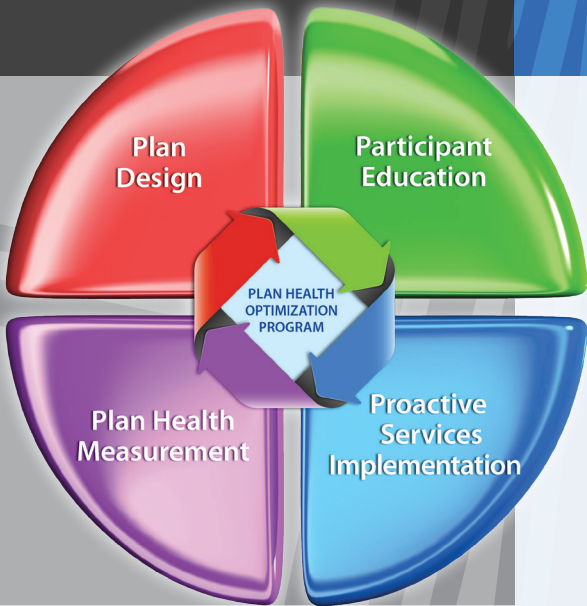 Plan
Design
Participant
Education
PLAN HEALTH
OPTIMIZATION
PROGRAM
Plan Health
Measurement
Proactive
Services
Implementation